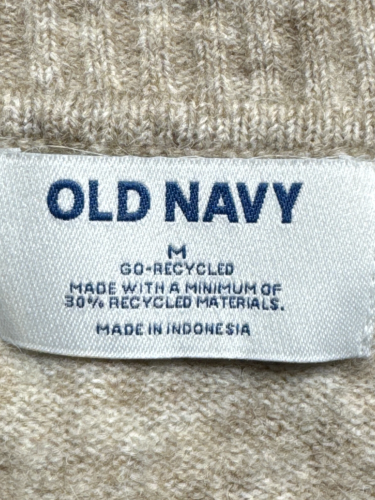 OLD NAVY
M
GO-RECYCLED
MADE WITH A MINIMUM OF
30% RECYCLED MATERIALS.
MADE IN INDONESIA